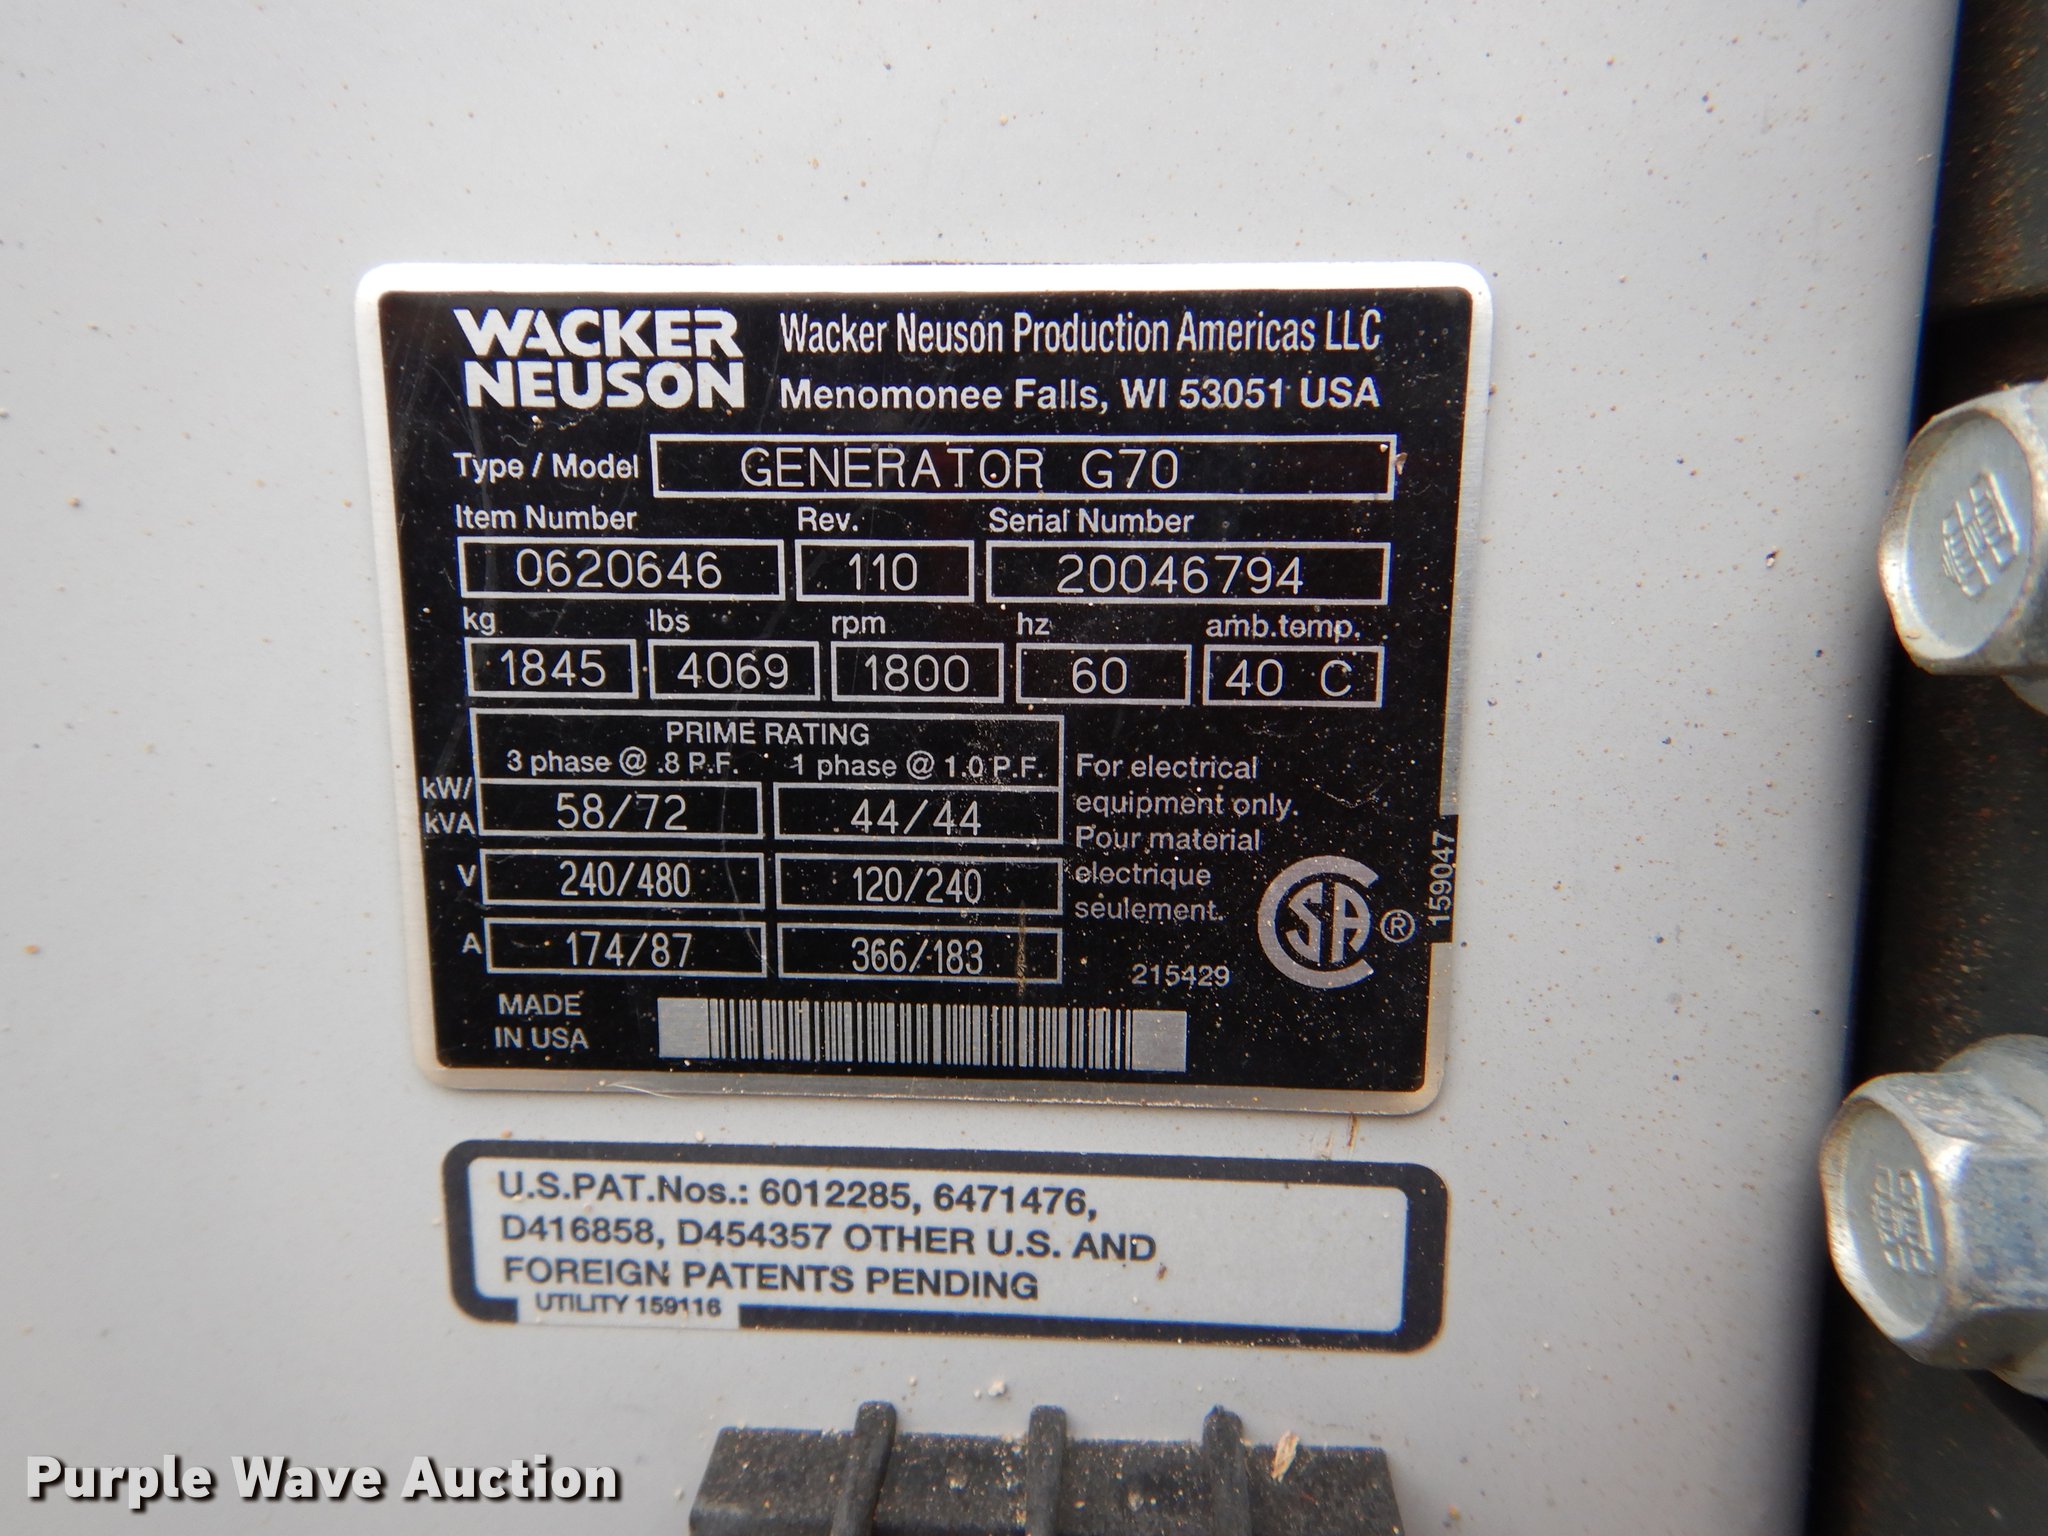 WACKER
NEUSON
Wacker Neuson Production Americas LLC
Menomonee Falls, WI 53051 USA
Type / Model GENERATOR G70
Item Number Rev. Serial Number
0620646 110 20046794
kg lbs rpm hz amb.temp.
1845 4069 1800 60 40 C
PRIME RATING
3 phase @ .8 P.F. 1 phase @ 1.0 P.F.
kW/
kVA 58/72 44/44
V 240/480 120/240
A 174/87 366/183
For electrical
equipment only.
Pour material
electrique
seulement.
215429
CSA ®
159047
MADE
IN USA
U.S.PAT.Nos.: 6012285, 6471476,
D416858, D454357 OTHER U.S. AND
FOREIGN PATENTS PENDING
UTILITY 159116
Purple Wave Auction